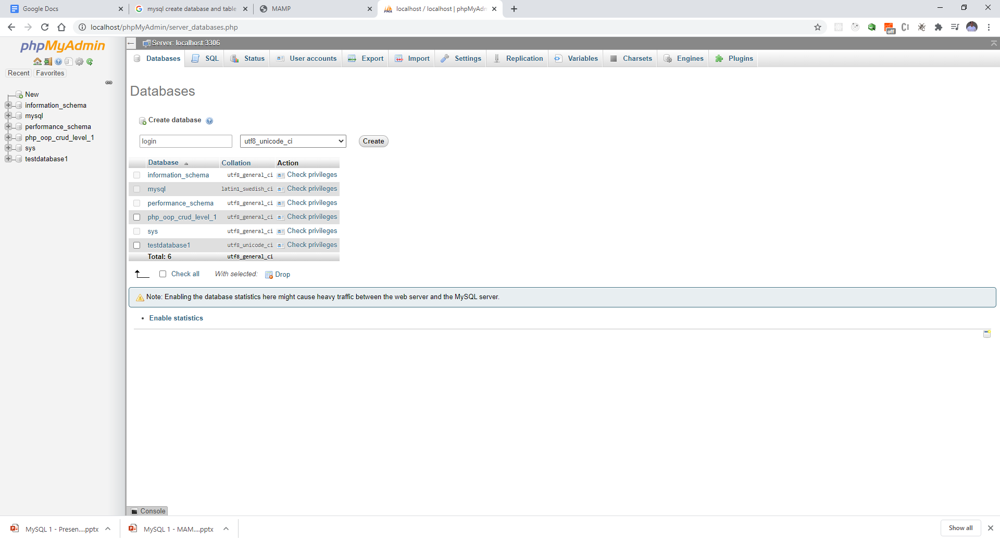 Google Docs
mysql create database and table
MAMP
localhost / localhost | phpMyAdn
localhost/phpMyAdmin/server_databases.php
off
phpMyAdmin
Recent
Favorites
New
information_schema
mysql
performance_schema
php_oop_crud_level_1
sys
testdatabase1
Server: localhost:3306
Databases
SQL
Status
User accounts
Export
Import
Settings
Replication
Variables
Charsets
Engines
Plugins
Databases
Create database
login
utf8_unicode_ci
Create
Database Collation Action
information_schema utf8_general_ci Check privileges
mysql latin1_swedish_ci Check privileges
performance_schema utf8_general_ci Check privileges
php_oop_crud_level_1 utf8_general_ci Check privileges
sys utf8_general_ci Check privileges
testdatabase1 utf8_unicode_ci Check privileges
Total: 6 utf8_general_ci
Check all With selected: Drop
Note: Enabling the database statistics here might cause heavy traffic between the web server and the MySQL server.
• Enable statistics
Console
MySQL 1 - Presen....pptx
MySQL 1 - MAM....pptx
Show all